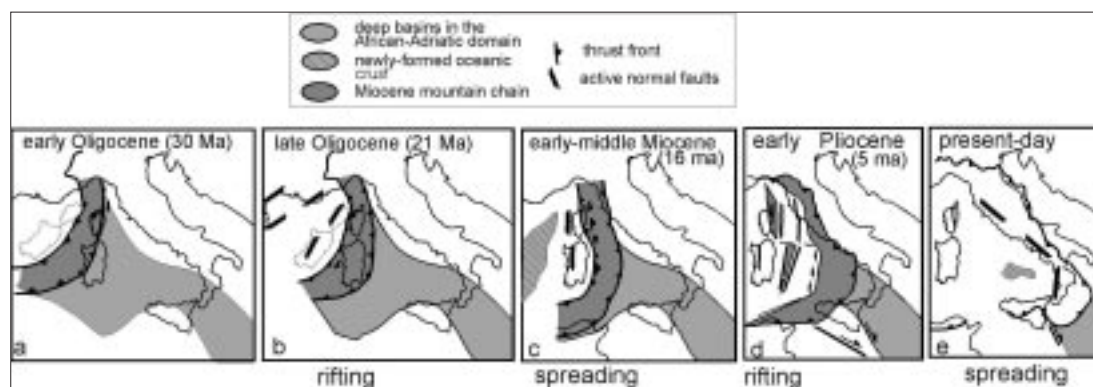 deep basins in the
African-Adriatic domain
newly-formed oceanic
crust
Miocene mountain chain
thrust front
active normal faults
early Oligocene (30 Ma)
late Oligocene (21 Ma)
early-middle Miocene
(16 ma)
early Pliocene
(5 ma)
present-day
a
b
c
d
e
rifting
spreading
rifting
spreading